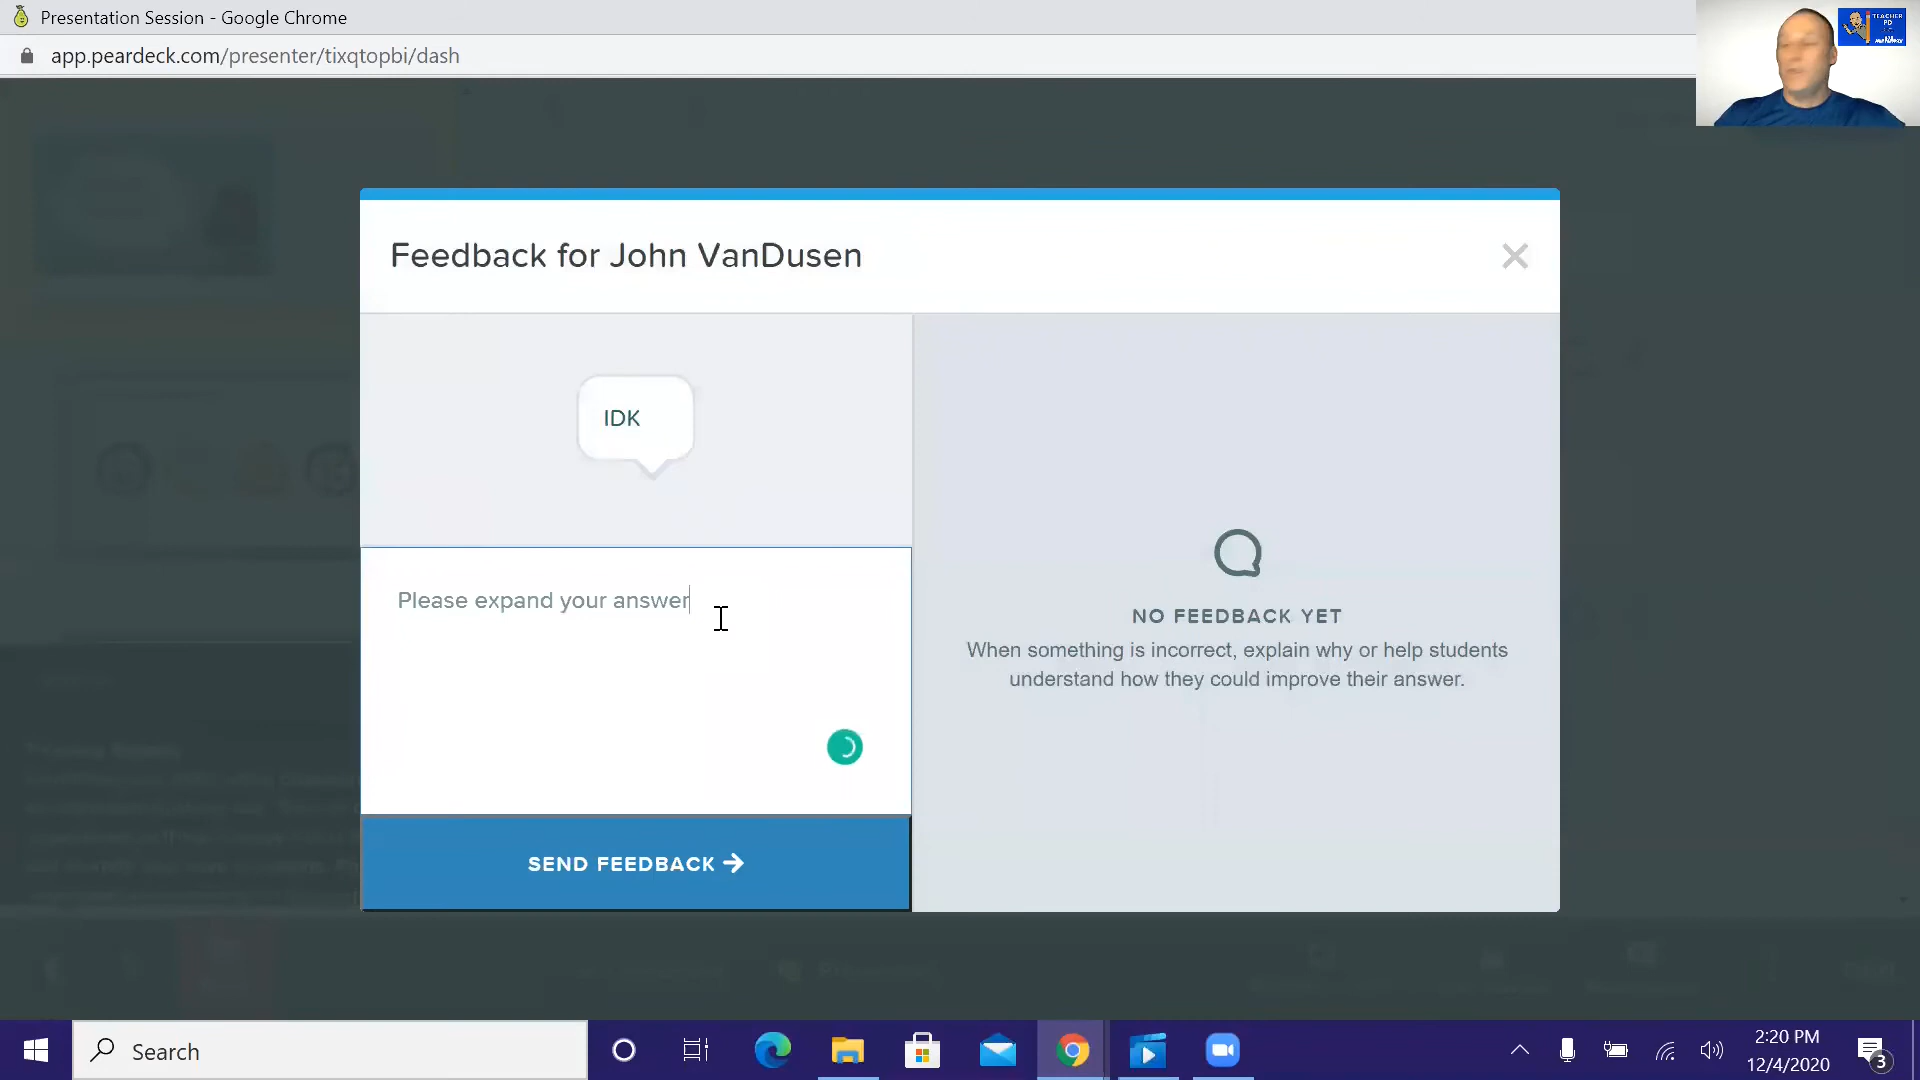 Presentation Session - Google Chrome
app.peardeck.com/presenter/tixqtopbi/dash
TEACHER
PD
Feedback for John VanDusen
IDK
Please expand your answer
SEND FEEDBACK
NO FEEDBACK YET
When something is incorrect, explain why or help students
understand how they could improve their answer.
Search
2:20 PM
12/4/2020
3